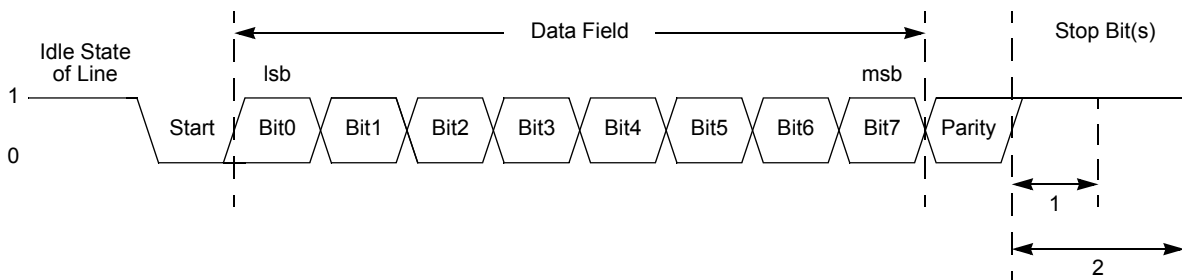 Data Field
Stop Bit(s)
Idle State
of Line
lsb
msb
1
Start
Bit0
Bit1
Bit2
Bit3
Bit4
Bit5
Bit6
Bit7
Parity
0
1
2